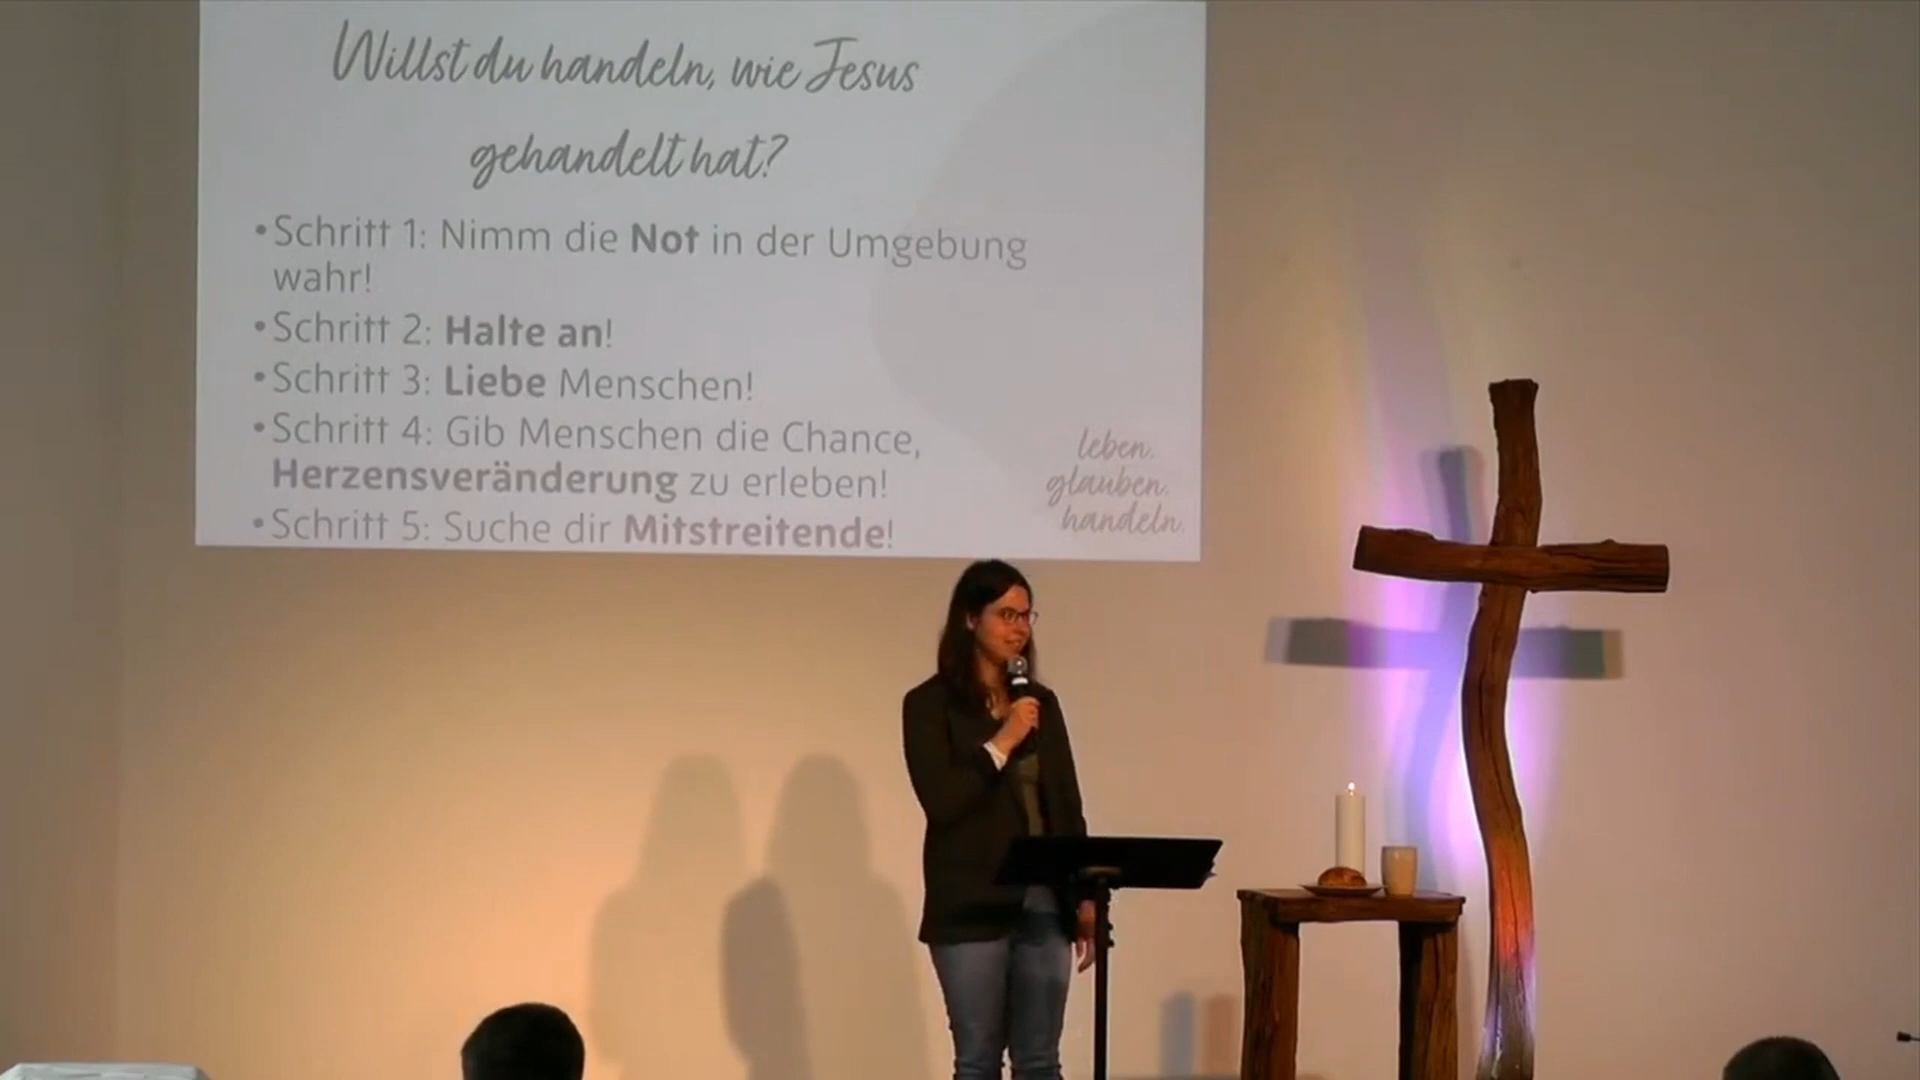 Willst du handeln, wie Jesus
gehandelt hat?
• Schritt 1: Nimm die Not in der Umgebung
wahr!
• Schritt 2: Halte an!
• Schritt 3: Liebe Menschen!
• Schritt 4: Gib Menschen die Chance,
Herzensveränderung zu erleben!
• Schritt 5: Suche dir Mitstreitende!
leben.
glauben.
handeln.